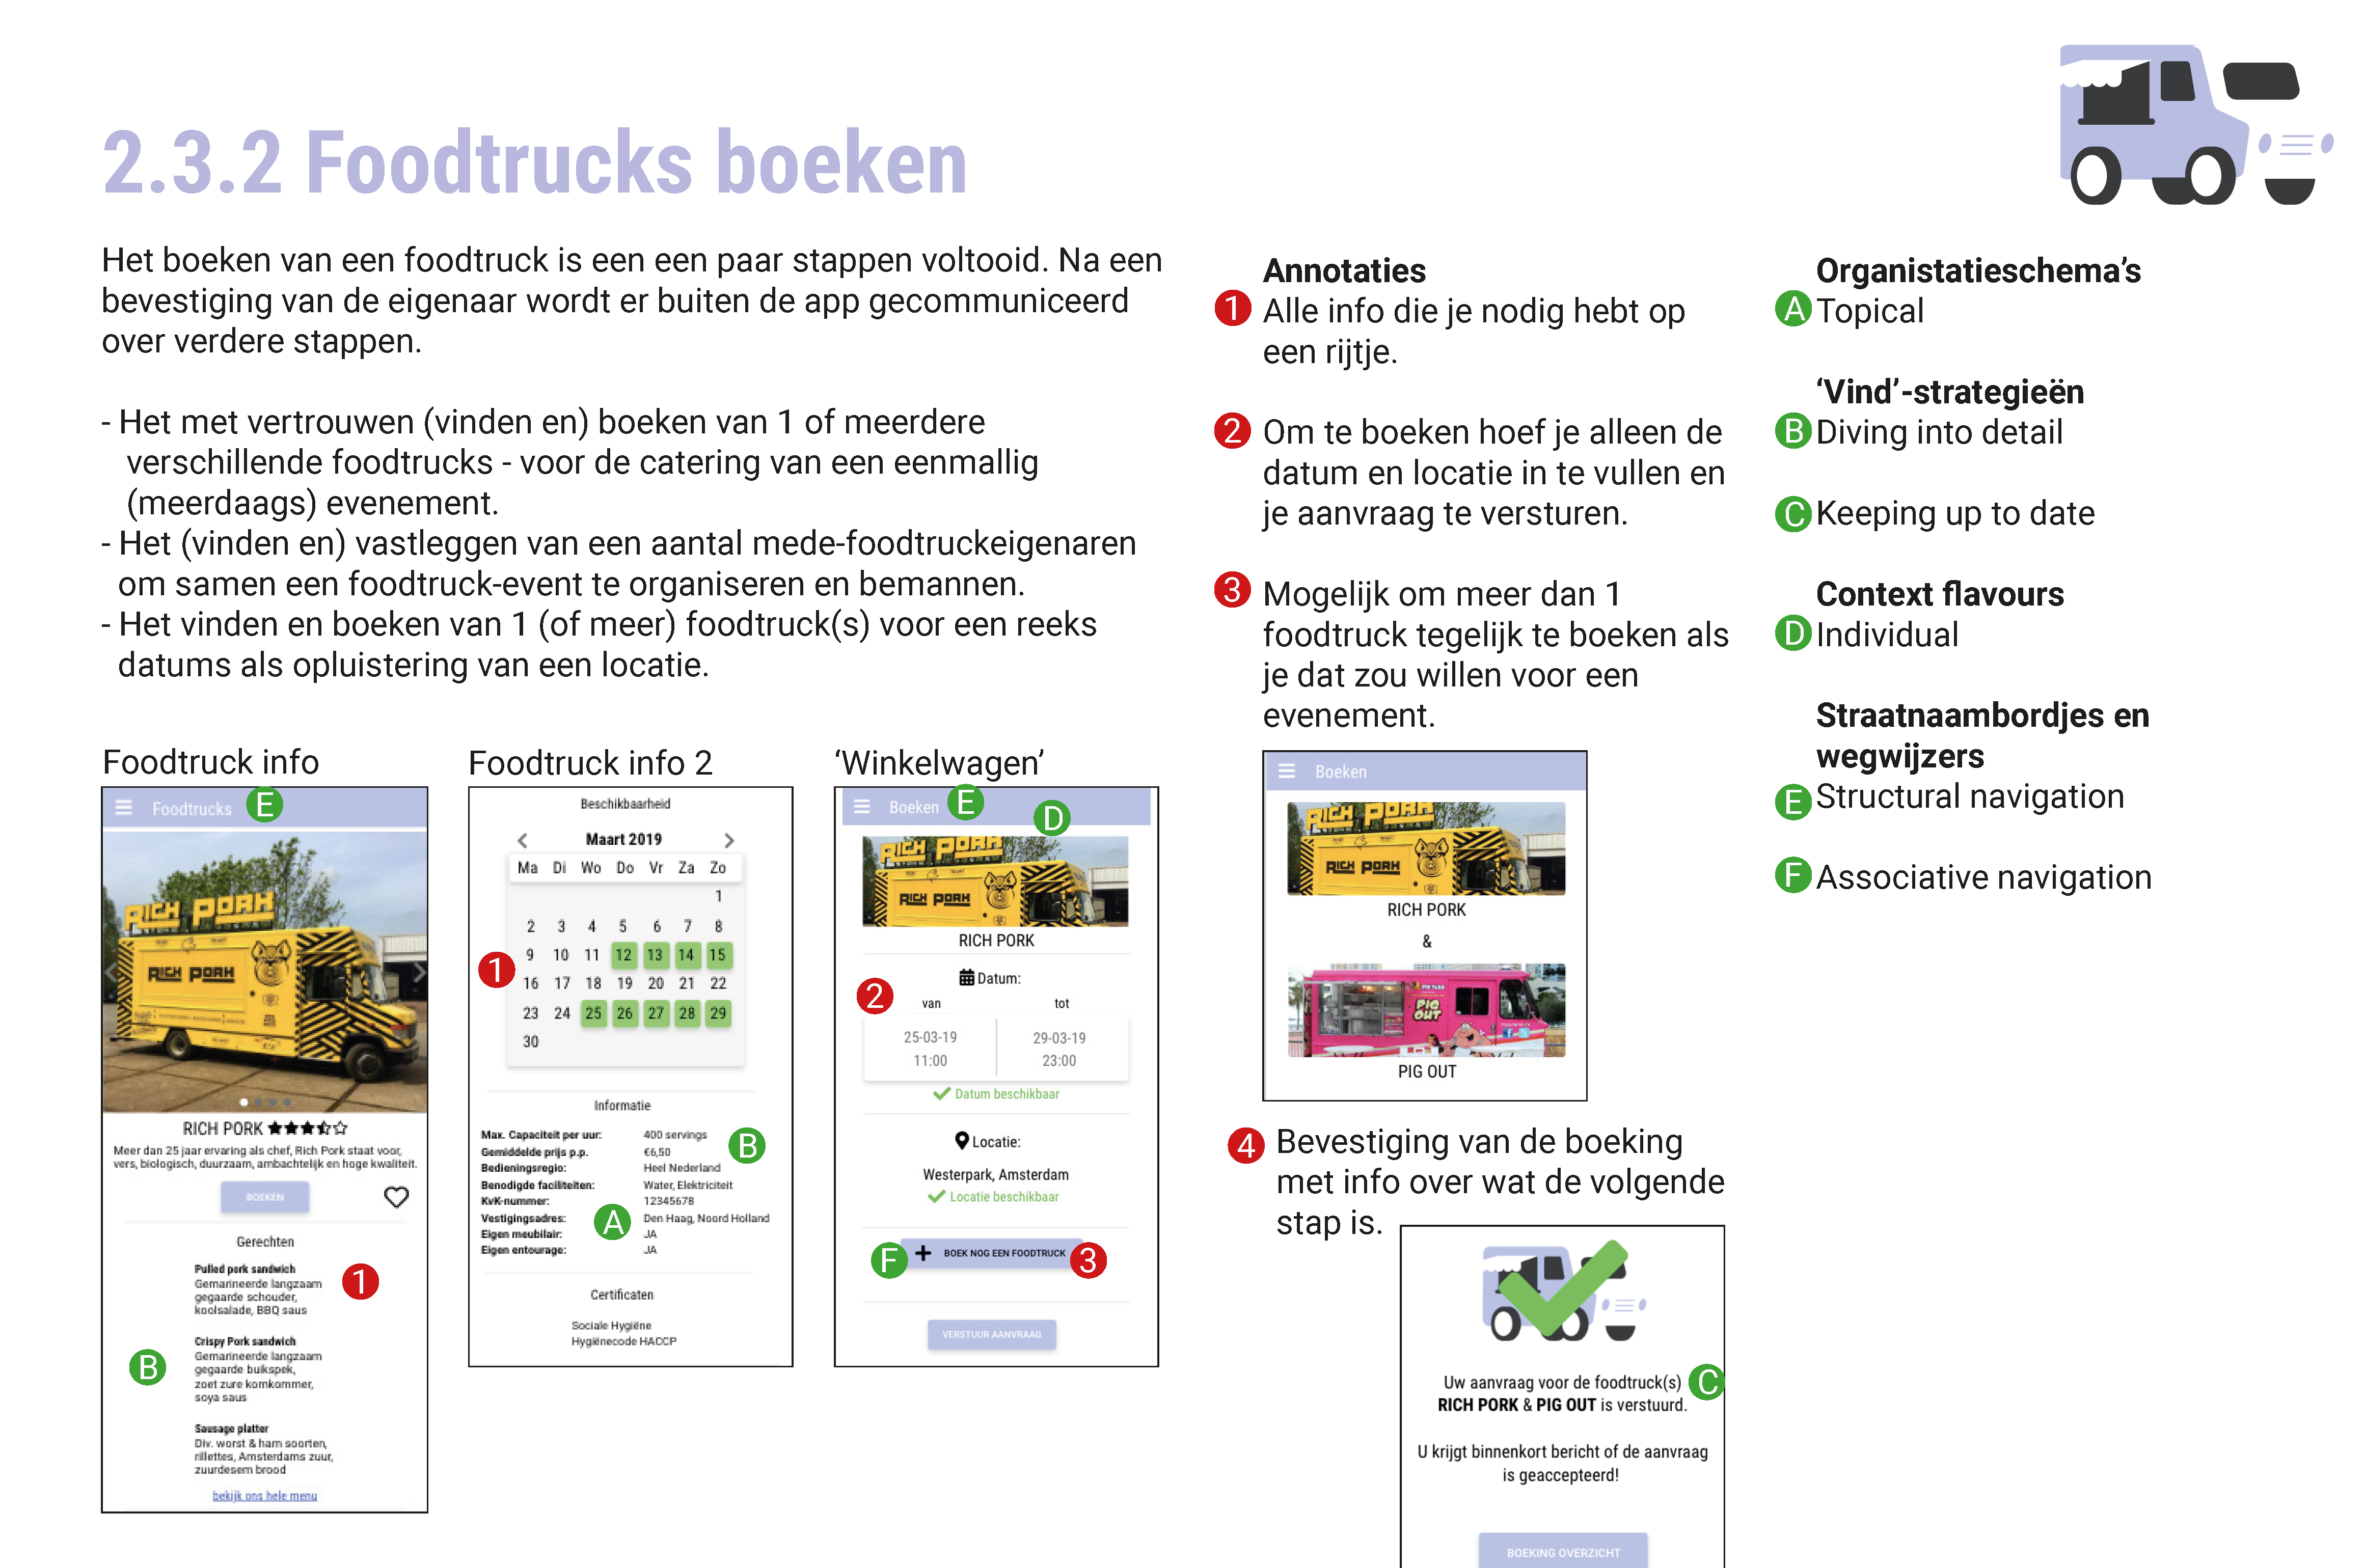 2.3.2 Foodtrucks boeken
Het boeken van een foodtruck is een een paar stappen voltooid. Na een
bevestiging van de eigenaar wordt er buiten de app gecommuniceerd
over verdere stappen.
- Het met vertrouwen (vinden en) boeken van 1 of meerdere
verschillende foodtrucks - voor de catering van een eenmallig
(meerdaags) evenement.
- Het (vinden en) vastleggen van een aantal mede-foodtruckeigenaren
om samen een foodtruck-event te organiseren en bemannen.
- Het vinden en boeken van 1 (of meer) foodtruck(s) voor een reeks
datums als opluistering van een locatie.
Foodtruck info
Foodtrucks E
RICH PORK
RICH PORK
RICH PORK
Meer dan 25 jaar ervaring als chef, Rich Pork staat voor,
vers, biologisch, duurzaam, ambachtelijk en hoge kwaliteit.
BOEKEN
Gerechten
1
Pulled pork sandwich
Gemarineerde langzaam
gegaarde schouder,
koolsalade, BBQ saus
B
Crispy Pork sandwich
Gemarineerde langzaam
gegaarde buikspek,
zoet zure komkommer,
soya saus
Sausage platter
Div. worst & ham soorten,
rillettes, Amsterdams zuur,
zuurdesem brood
bekijk ons hele menu
Foodtruck info 2
Beschikbaarheid
Maart 2019
Ma Di Wo Do Vr Za Zo
1
2 3 4 5 6 7 8
1
9 10 11 12 13 14 15
16 17 18 19 20 21 22
23 24 25 26 27 28 29
30
Informatie
Max. Capaciteit per uur: 400 servings
B
Gemiddelde prijs p.p. €6,50
Bedieningsregio: Heel Nederland
Benodigde faciliteiten: Water, Elektriciteit
KvK-nummer: 12345678
Vestigingsadres: A Den Haag, Noord Holland
Eigen meubilair: JA
Eigen entourage: JA
Certificaten
Sociale Hygiëne
Hygiënecode HACCP
‘Winkelwagen’
Boeken E
D
RICH PORK
RICH PORK
RICH PORK
Datum:
2
van tot
25-03-19 29-03-19
11:00 23:00
Datum beschikbaar
Locatie:
Westerpark, Amsterdam
Locatie beschikbaar
F BOEK NOG EEN FOODTRUCK 3
VERSTUUR AANVRAAG
Annotaties
1 Alle info die je nodig hebt op
een rijtje.
2 Om te boeken hoef je alleen de
datum en locatie in te vullen en
je aanvraag te versturen.
3 Mogelijk om meer dan 1
foodtruck tegelijk te boeken als
je dat zou willen voor een
evenement.
Boeken
RICH PORK
RICH PORK
RICH PORK
&
PIG
OUT
PIG OUT
4 Bevestiging van de boeking
met info over wat de volgende
stap is.
Uw aanvraag voor de foodtruck(s) C
RICH PORK & PIG OUT is verstuurd.
U krijgt binnenkort bericht of de aanvraag
is geaccepteerd!
BOEKING OVERZICHT
Organistatieschema’s
A Topical
‘Vind’-strategieën
B Diving into detail
C Keeping up to date
Context flavours
D Individual
Straatnaambordjes en
wegwijzers
E Structural navigation
F Associative navigation